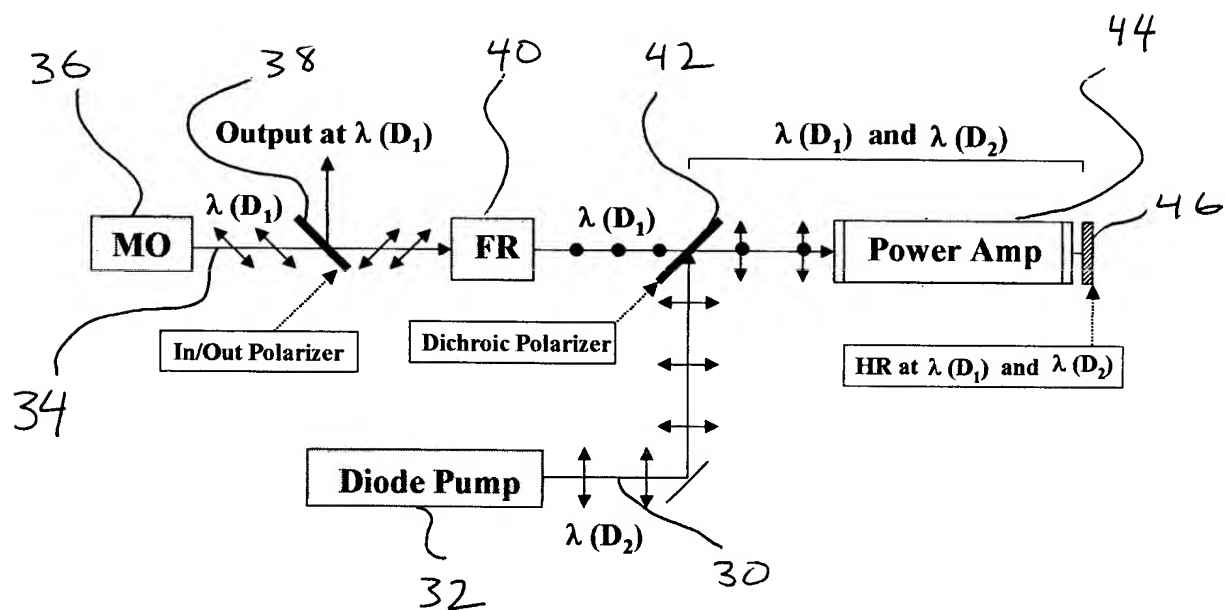 36
38
40
42
44
Output at λ (D₁)
λ (D₁) and λ (D₂)
46
λ (D₁)
λ (D₁)
MO
FR
Power Amp
In/Out Polarizer
Dichroic Polarizer
HR at λ (D₁) and λ (D₂)
34
Diode Pump
λ (D₂)
32
30